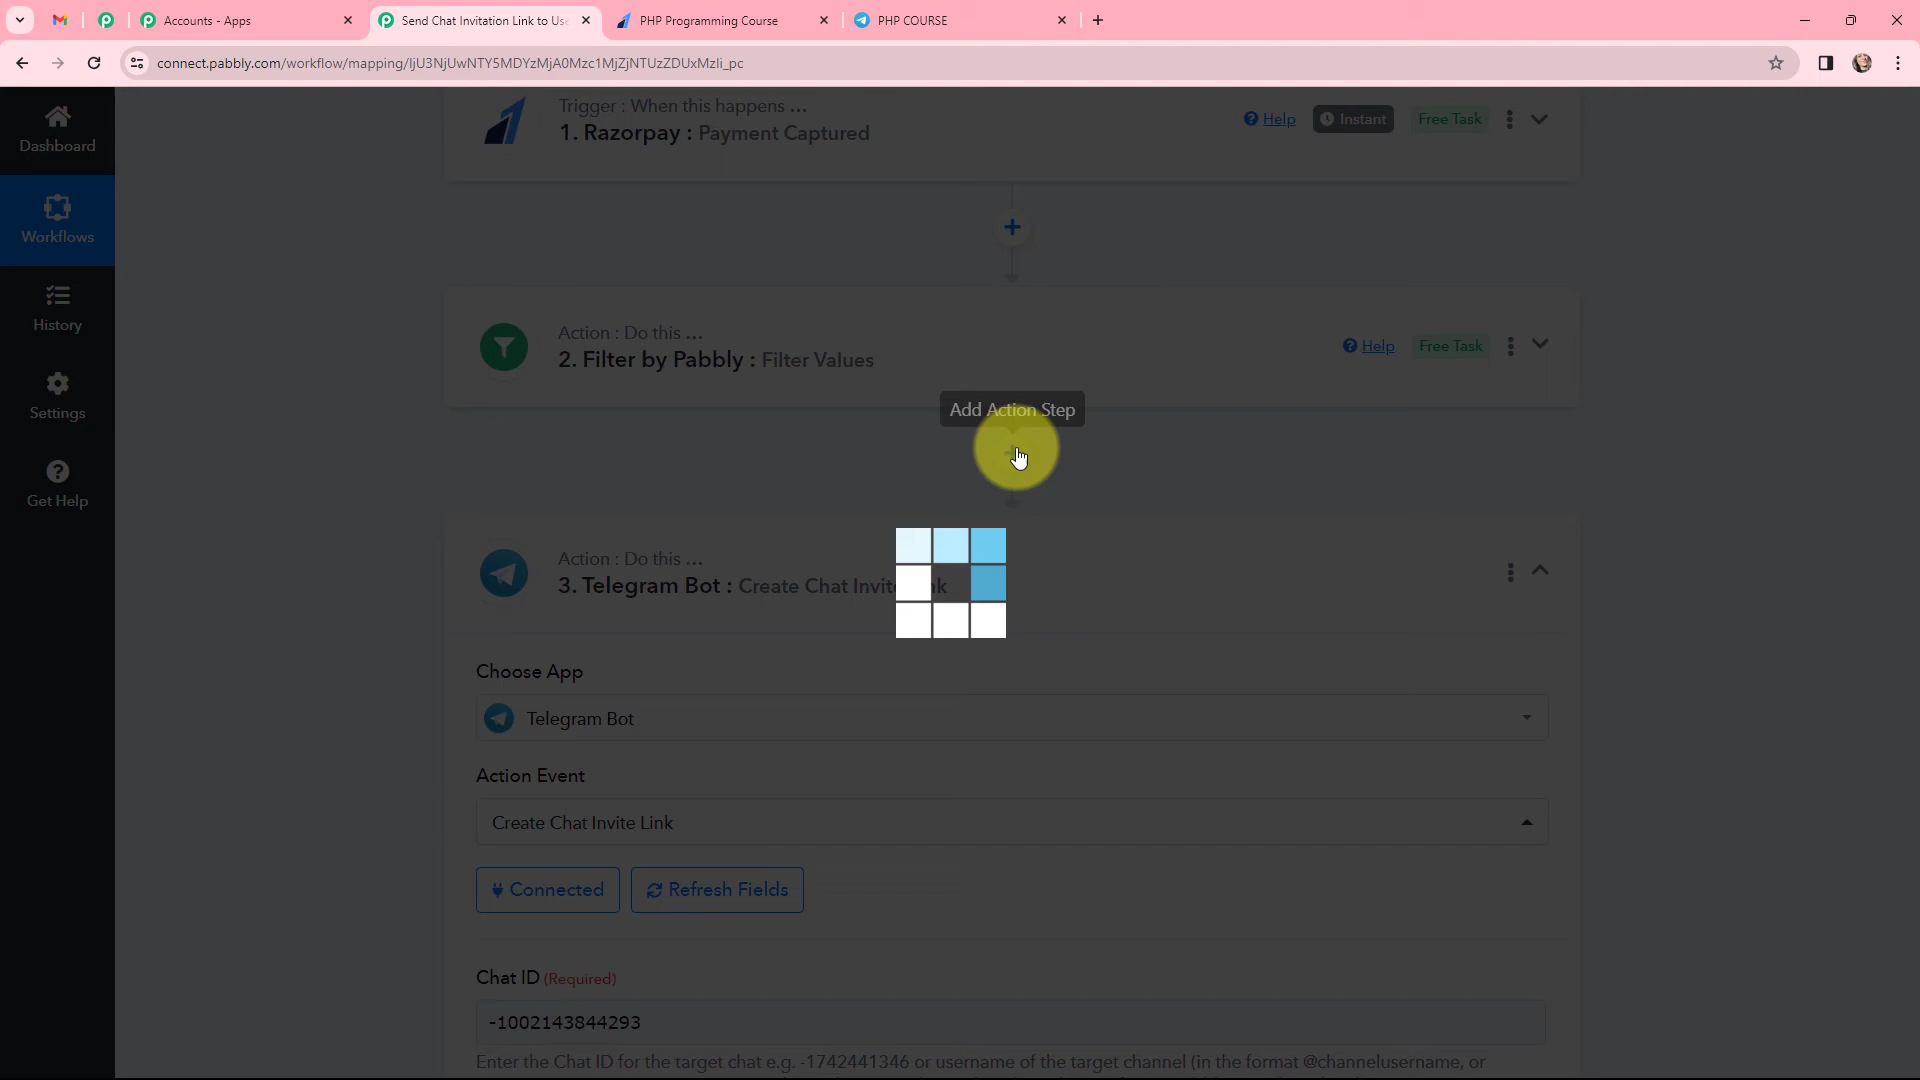 Accounts - Apps
Send Chat Invitation Link to Us
PHP Programming Course
PHP COURSE
connect.pabbly.com/workflow/mapping/IjU3NjUwNTY5MDYzMjA0Mzc1MjZjNTUzZDUxMzIi_pc
Dashboard
Workflows
History
Settings
Get Help
Trigger : When this happens ...
1. Razorpay : Payment Captured
Help
Instant
Free Task
Action : Do this ...
2. Filter by Pabbly : Filter Values
Help
Free Task
Add Action Step
Action : Do this ...
3. Telegram Bot : Create Chat Invite k
Choose App
Telegram Bot
Action Event
Create Chat Invite Link
Connected
Refresh Fields
Chat ID (Required)
-1002143844293
Enter the Chat ID for the target chat e.g. -1742441346 or username of the target channel (in the format @channelusername, or